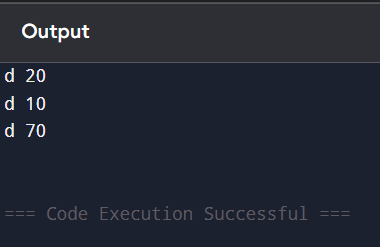 Output
d 20
d 10
d 70
=== Code Execution Successful ===